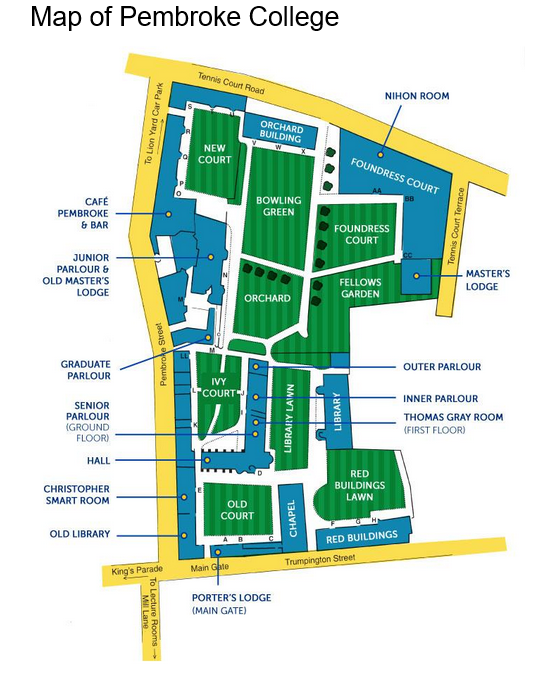 Map of Pembroke College
Tennis Court Road
NIHON ROOM
To Lion Yard Car Park
S
T
U
ORCHARD
BUILDING
R
NEW
COURT
V
W
X
FOUNDRESS COURT
Q
P
O
AA
BB
CAFÉ
PEMBROKE
& BAR
BOWLING
GREEN
FOUNDRESS
COURT
Tennis Court Terrace
JUNIOR
PARLOUR &
OLD MASTER'S
LODGE
N
CC
MASTER'S
LODGE
FELLOWS
GARDEN
ORCHARD
M
Pembroke Street
GRADUATE
PARLOUR
M
LL
OUTER PARLOUR
IVY
COURT
L
J
INNER PARLOUR
SENIOR
PARLOUR
(GROUND
FLOOR)
I
K
LIBRARY LAWN
LIBRARY
THOMAS GRAY ROOM
(FIRST FLOOR)
HALL
D
RED
BUILDINGS
LAWN
CHRISTOPHER
SMART ROOM
E
OLD
COURT
CHAPEL
OLD LIBRARY
A
B
C
F
G
H
RED BUILDINGS
King's Parade
Main Gate
Trumpington Street
To Lecture Rooms
Mill Lane
PORTER'S LODGE
(MAIN GATE)